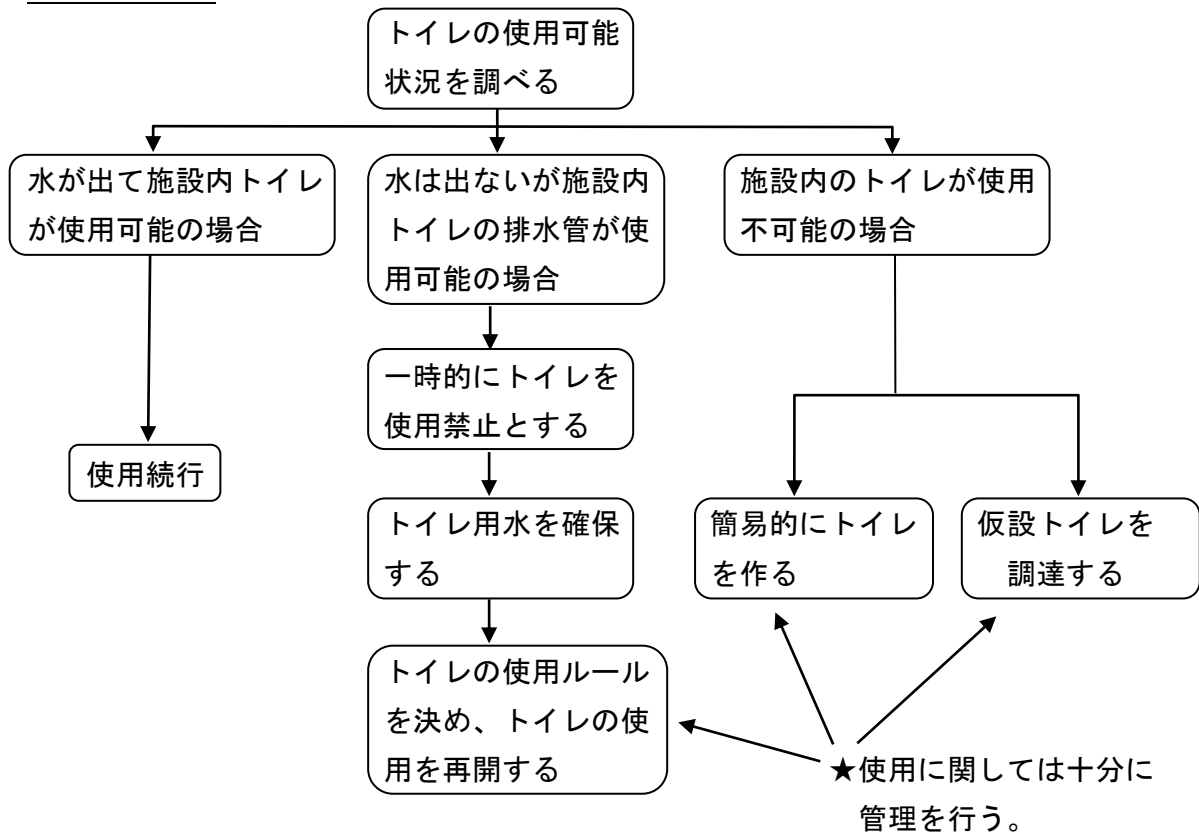 トイレの使用可能
状況を調べる
水が出て施設内トイレ
が使用可能の場合
水は出ないが施設内
トイレの排水管が使
用可能の場合
施設内のトイレが使用
不可能の場合
一時的にトイレを
使用禁止とする
使用続行
トイレ用水を確保
する
簡易的にトイレ
を作る
仮設トイレを
調達する
トイレの使用ルール
を決め、トイレの使
用を再開する
★使用に関しては十分に
管理を行う。